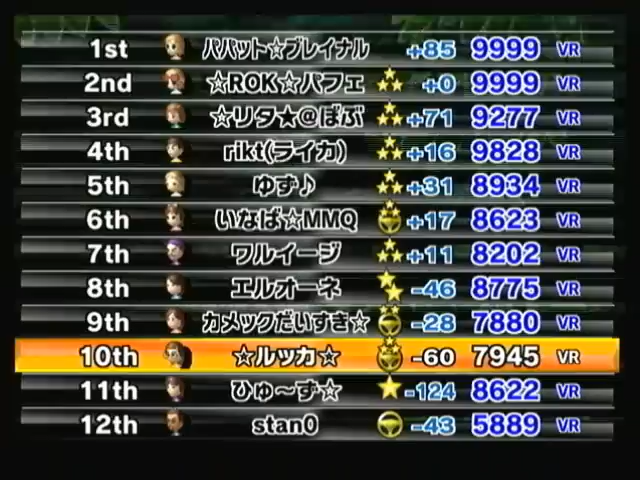 1st パパット☆ブレイナル +85 9999 VR
2nd ☆ROK☆パフェ +0 9999 VR
3rd ☆リタ★@ぼぶ +71 9277 VR
4th rikt(ライカ) +16 9828 VR
5th ゆず♪ +31 8934 VR
6th いなば☆MMQ +17 8623 VR
7th ワルイージ +11 8202 VR
8th エルオーネ -46 8775 VR
9th カメックだいすき☆ -28 7880 VR
10th ☆ルッカ☆ -60 7945 VR
11th ひゅ〜ず☆ -124 8622 VR
12th stan0 -43 5889 VR